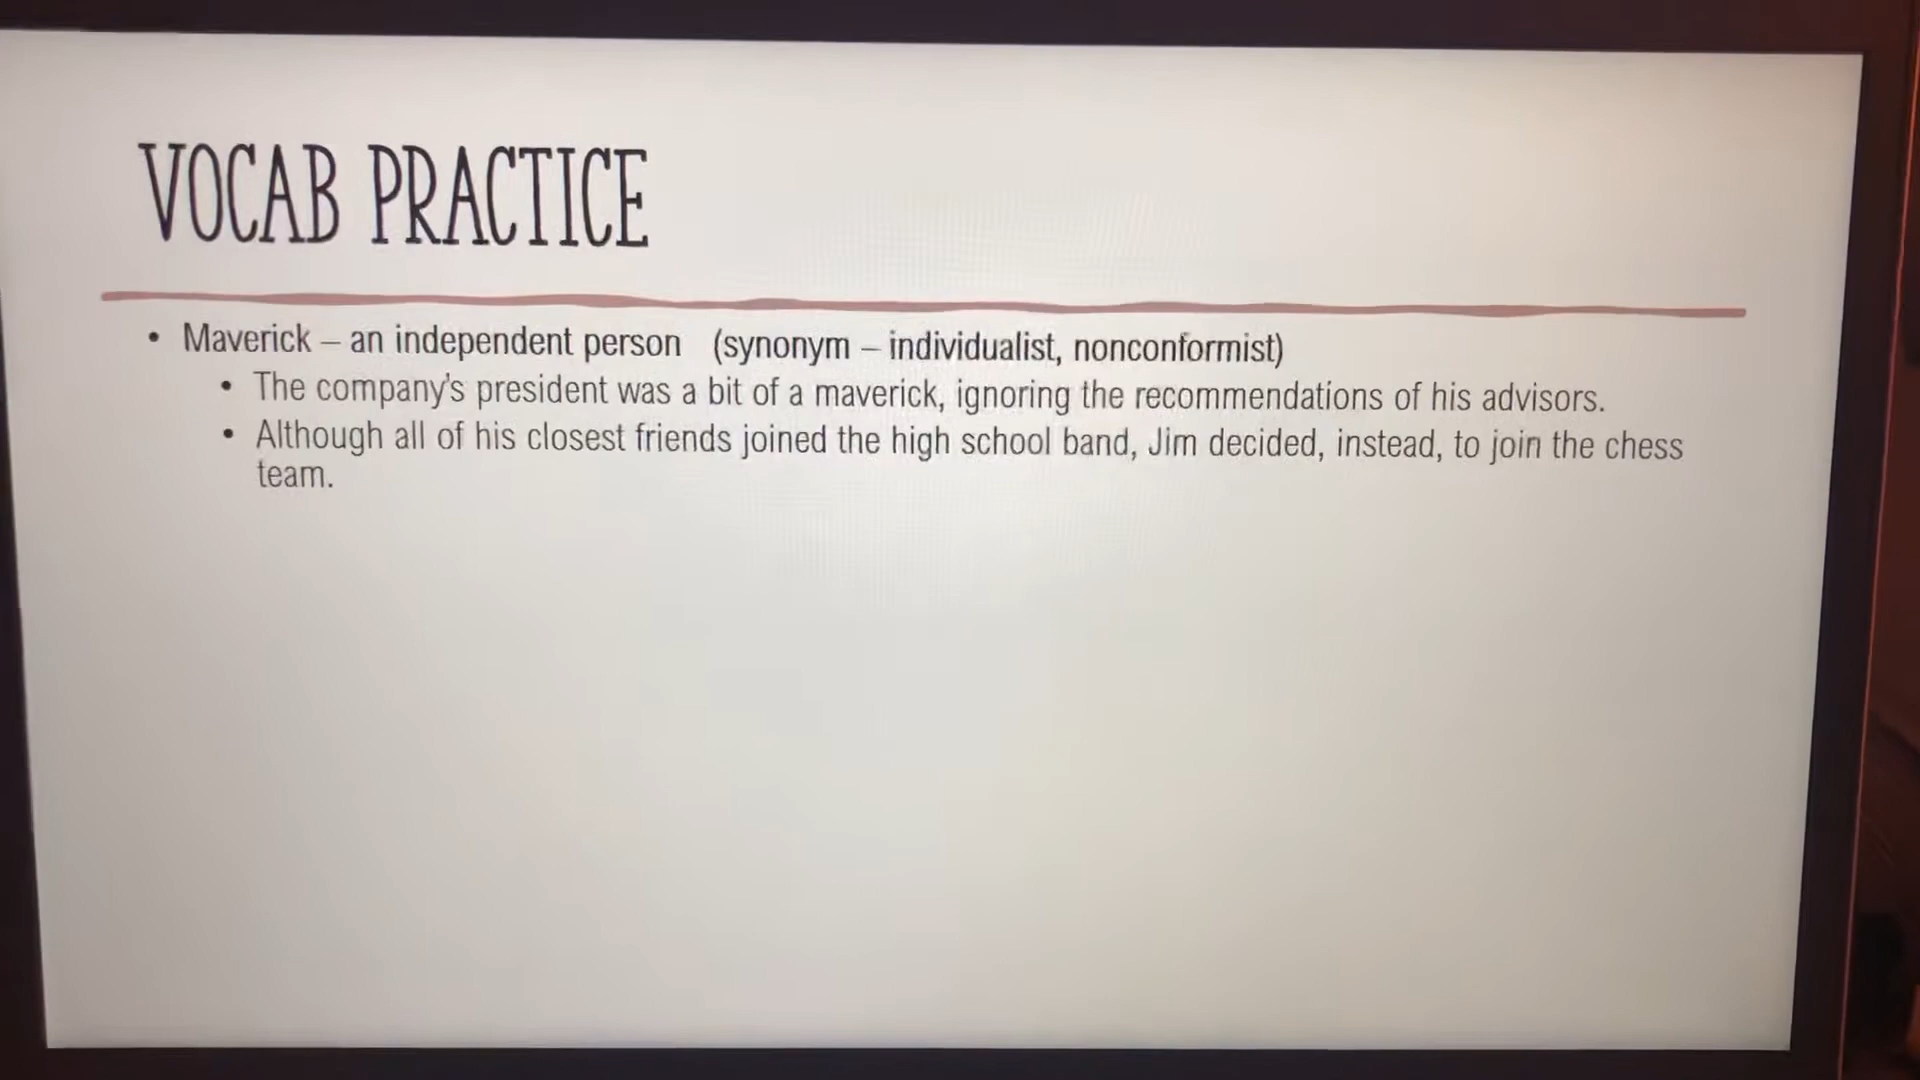 VOCAB PRACTICE
• Maverick – an independent person (synonym – individualist, nonconformist)
• The company's president was a bit of a maverick, ignoring the recommendations of his advisors.
• Although all of his closest friends joined the high school band, Jim decided, instead, to join the chess
team.